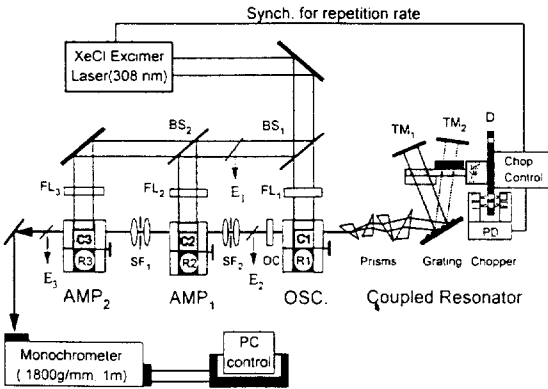 Synch. for repetition rate
XeCl Excimer
Laser(308 nm)
D
BS₂
BS₁
TM₁
TM₂
Chop
Control
E₁
FL₃
FL₂
FL₁
C3
C2
C1
R3
R2
R1
SF₁
SF₂
OC
PD
E₃
E₂
Prisms
Grating
Chopper
AMP₂
AMP₁
OSC.
Coupled Resonator
Monochrometer
( 1800g/mm, 1m)
PC
control